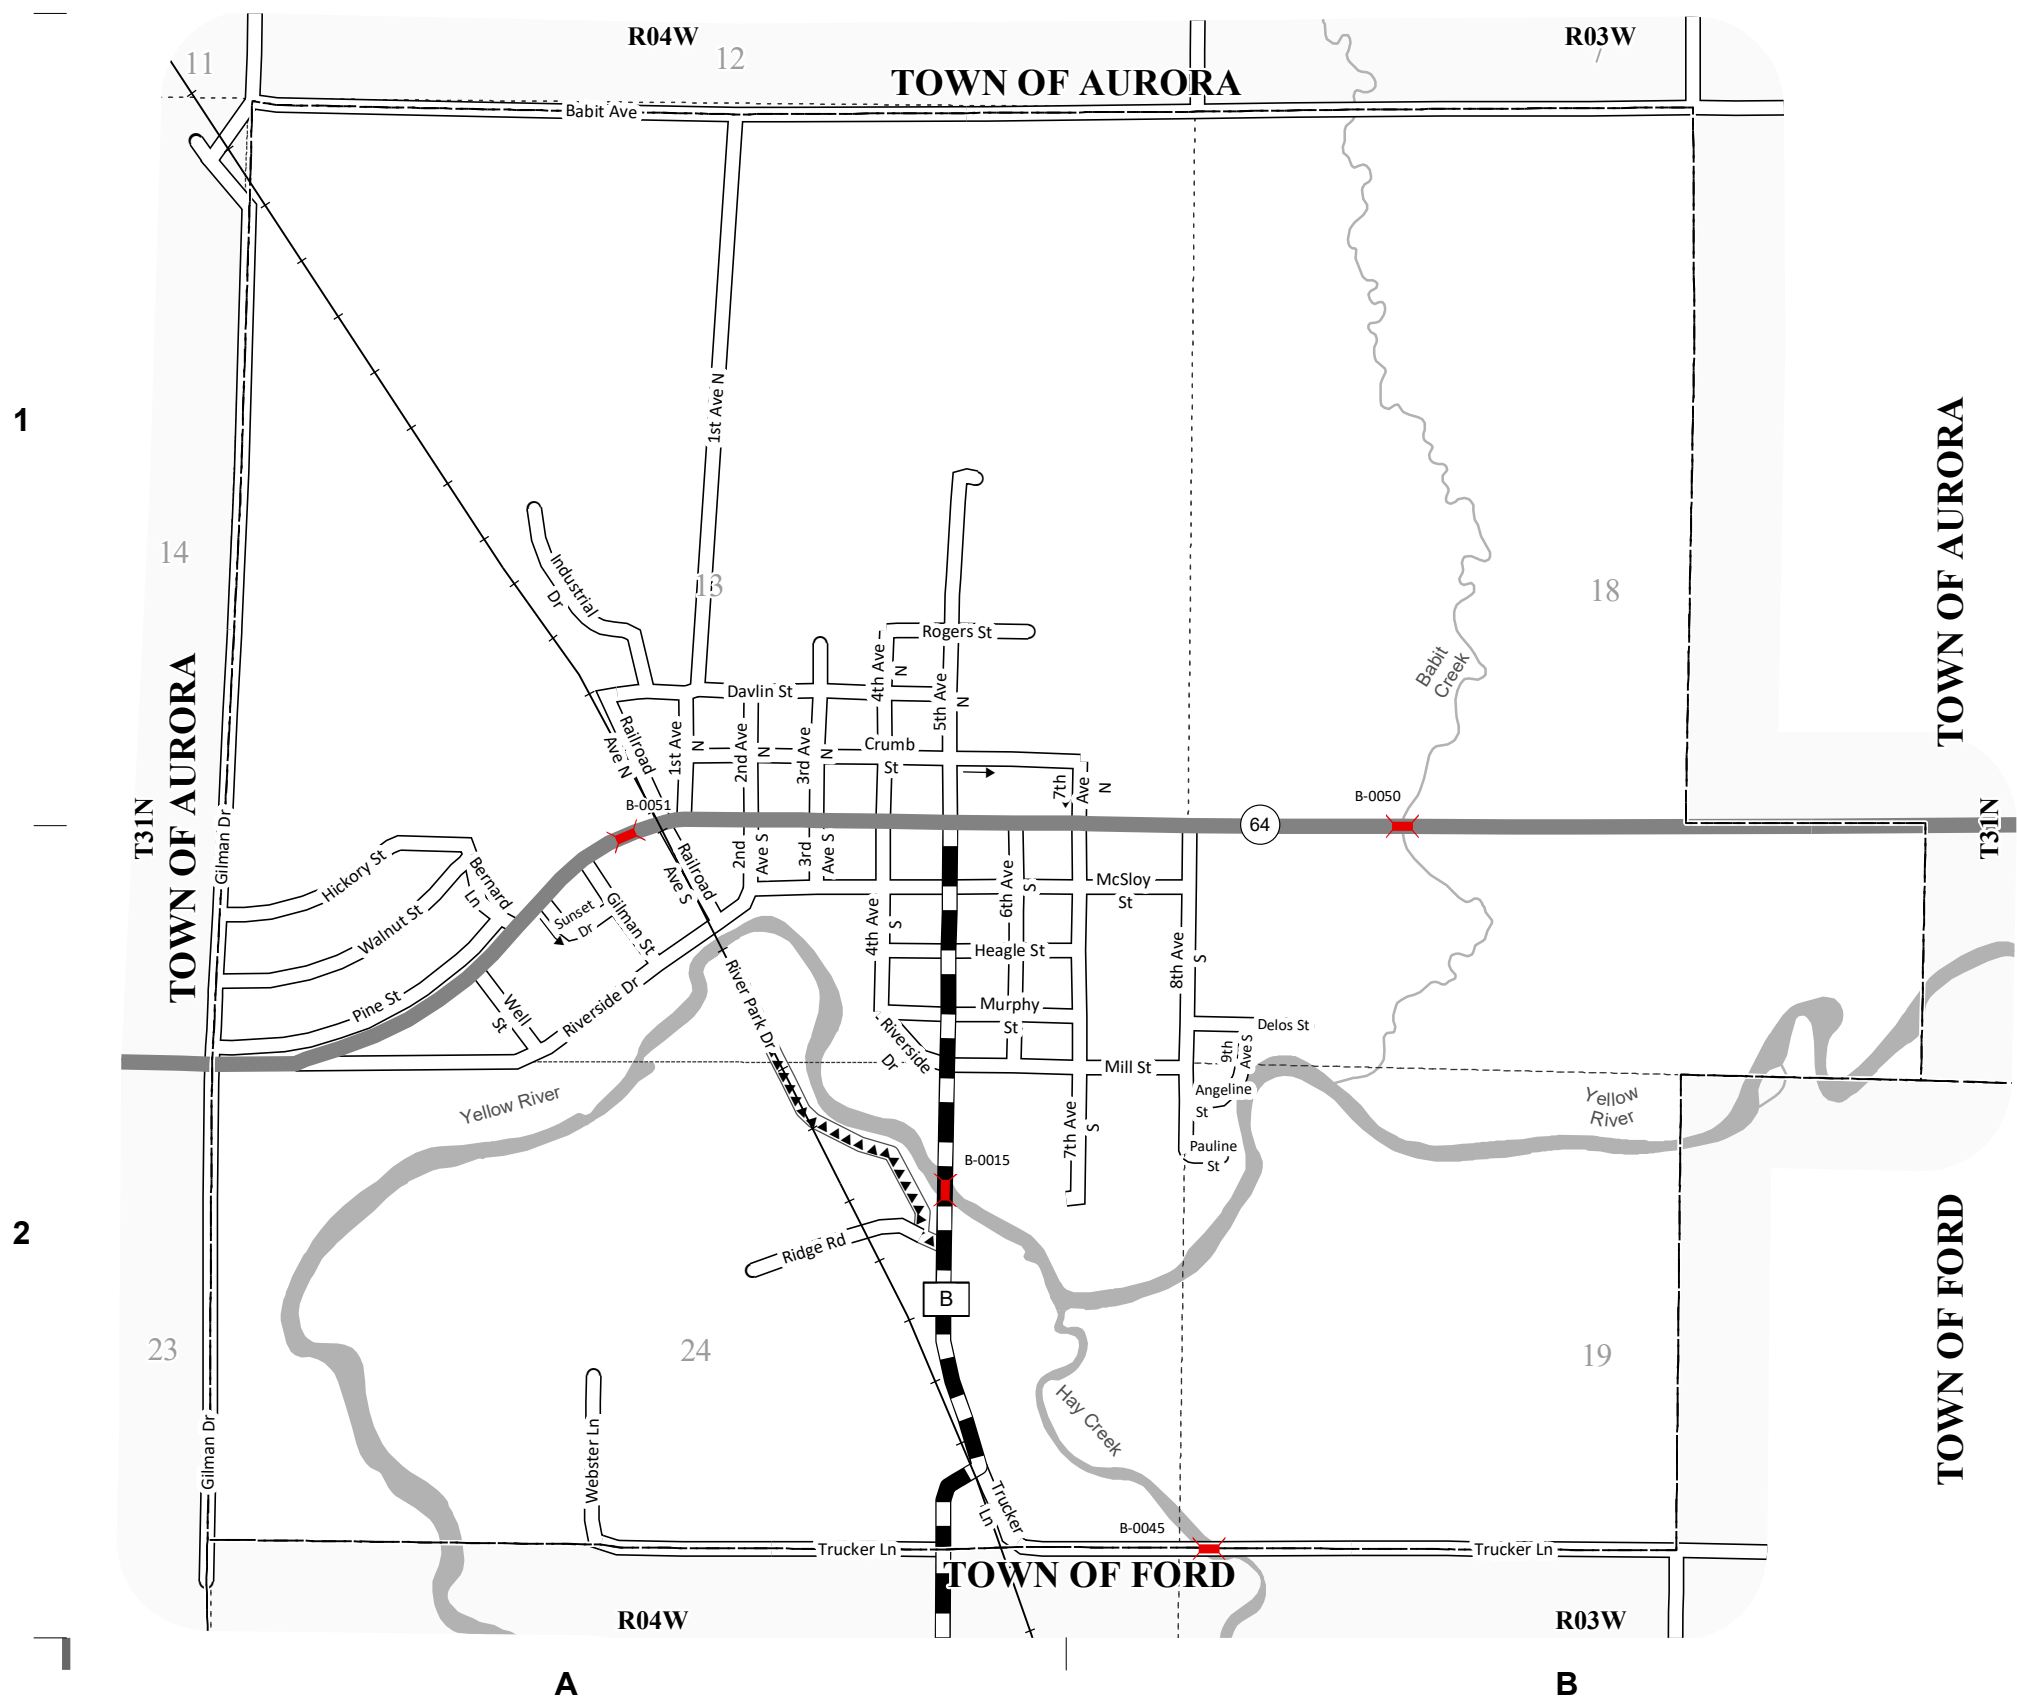 R04W
R03W
11
12
TOWN OF AURORA
Babit Ave
1
1st Ave N
TOWN OF AURORA
14
13
18
Industrial
Dr
Rogers St
4th Ave
N
5th Ave
N
Babit
Creek
TOWN OF AURORA
Davlin St
Railroad
Ave N
1st Ave
N
2nd Ave
N
3rd Ave
N
Crumb
St
7th
Ave
N
T31N
Gilman Dr
B-0051
B-0050
64
T31N
Hickory St
Bernard
Ln
Walnut St
Sunset
Dr
Gilman St
Railroad
Ave S
2nd
Ave S
3rd
Ave S
McSloy
St
6th Ave
S
4th Ave
S
Heagle St
8th Ave
S
Pine St
Well
St
Riverside Dr
River Park Dr
Murphy
St
Riverside
Dr
Delos St
9th
Ave S
Mill St
Angeline
St
Yellow River
Yellow
River
7th Ave
S
Pauline
St
B-0015
2
Ridge Rd
B
TOWN OF FORD
23
24
19
Hay Creek
Gilman Dr
Webster Ln
Trucker
Ln
B-0045
Trucker Ln
Trucker Ln
TOWN OF FORD
R04W
R03W
A
B